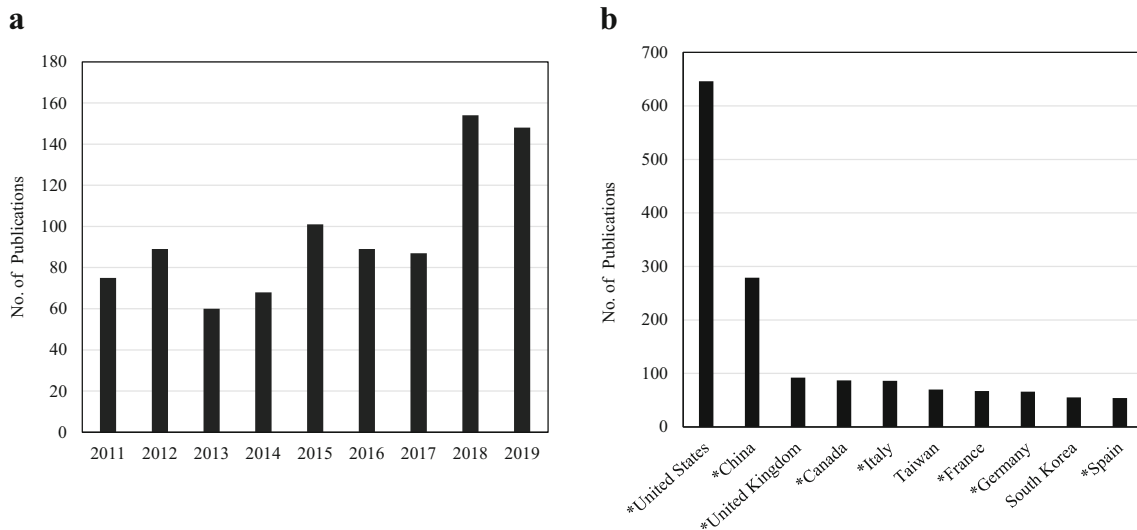 a
180
160
140
120
100
80
60
40
20
0
No. of Publications
2011 2012 2013 2014 2015 2016 2017 2018 2019
b
700
600
500
400
300
200
100
0
No. of Publications
*United States
*China
*United Kingdom
*Canada
*Italy
Taiwan
*France
*Germany
South Korea
*Spain